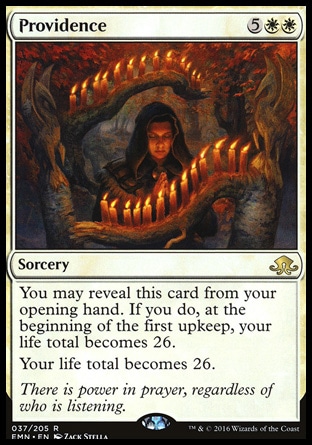 Providence 5
Sorcery
You may reveal this card from your
opening hand. If you do, at the
beginning of the first upkeep, your
life total becomes 26.
Your life total becomes 26.
There is power in prayer, regardless of
who is listening.
037/205 R
EMN • EN ZACK STELLA ™ & © 2016 Wizards of the Coast